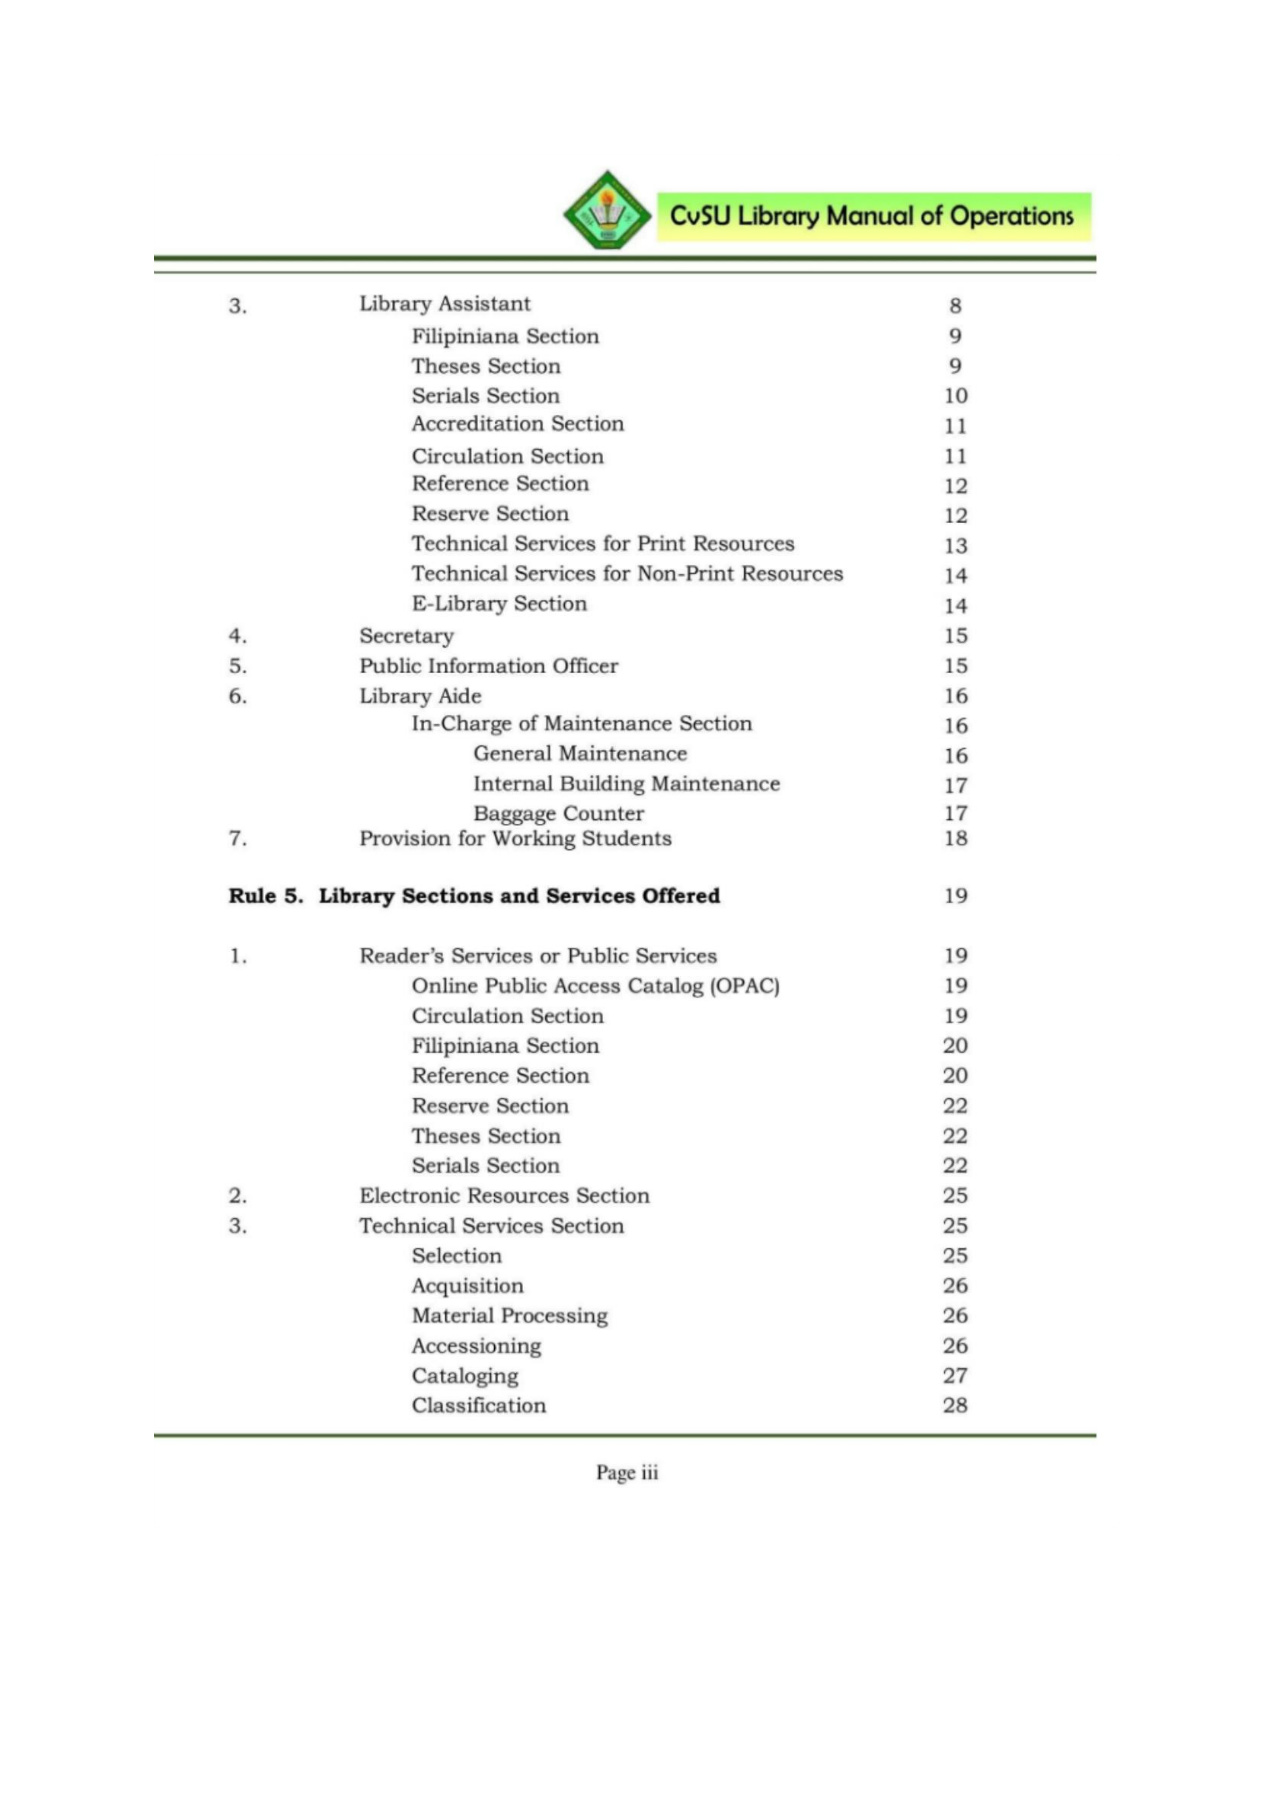 CvSU Library Manual of Operations
3. Library Assistant 8
Filipiniana Section 9
Theses Section 9
Serials Section 10
Accreditation Section 11
Circulation Section 11
Reference Section 12
Reserve Section 12
Technical Services for Print Resources 13
Technical Services for Non-Print Resources 14
E-Library Section 14
4. Secretary 15
5. Public Information Officer 15
6. Library Aide 16
In-Charge of Maintenance Section 16
General Maintenance 16
Internal Building Maintenance 17
Baggage Counter 17
7. Provision for Working Students 18
Rule 5. Library Sections and Services Offered 19
1. Reader’s Services or Public Services 19
Online Public Access Catalog (OPAC) 19
Circulation Section 19
Filipiniana Section 20
Reference Section 20
Reserve Section 22
Theses Section 22
Serials Section 22
2. Electronic Resources Section 25
3. Technical Services Section 25
Selection 25
Acquisition 26
Material Processing 26
Accessioning 26
Cataloging 27
Classification 28
Page iii